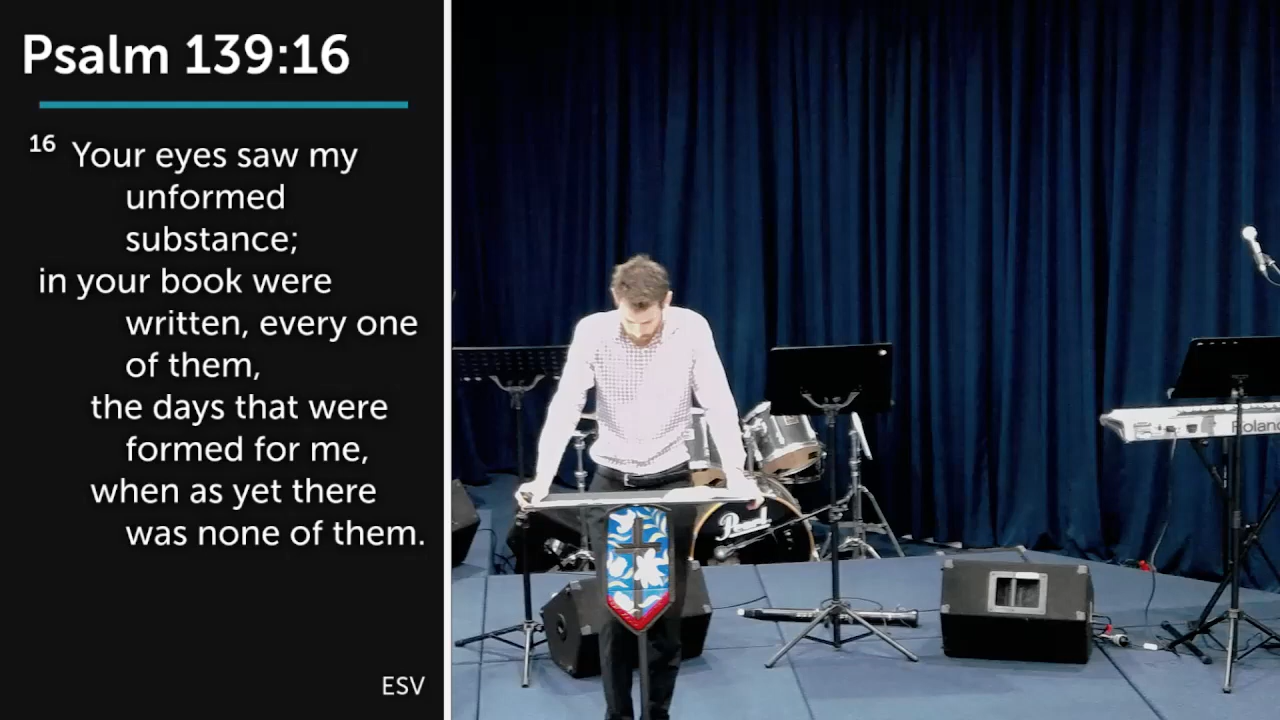 Psalm 139:16
16 Your eyes saw my
unformed
substance;
in your book were
written, every one
of them,
the days that were
formed for me,
when as yet there
was none of them.
ESV
Pearl
Roland